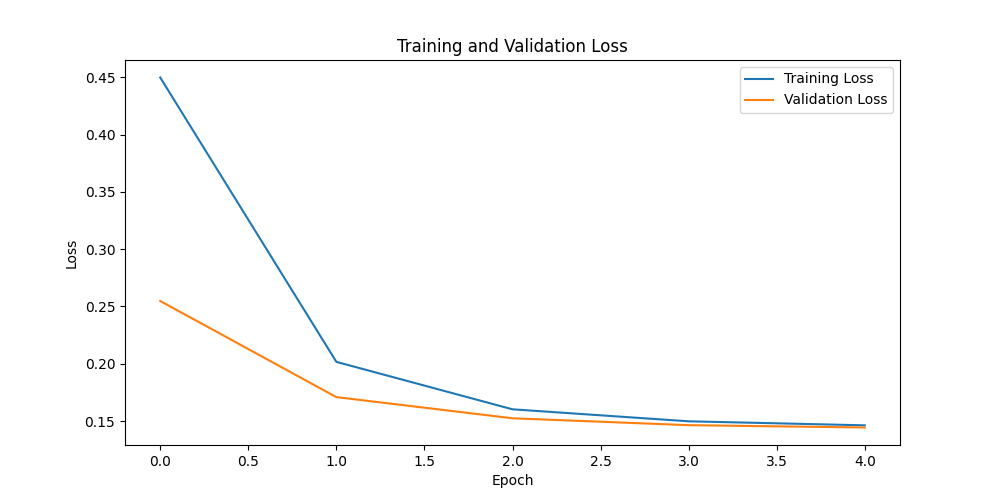 Training and Validation Loss
Training Loss
Validation Loss
0.45
0.40
0.35
0.30
0.25
0.20
0.15
Loss
0.0 0.5 1.0 1.5 2.0 2.5 3.0 3.5 4.0
Epoch